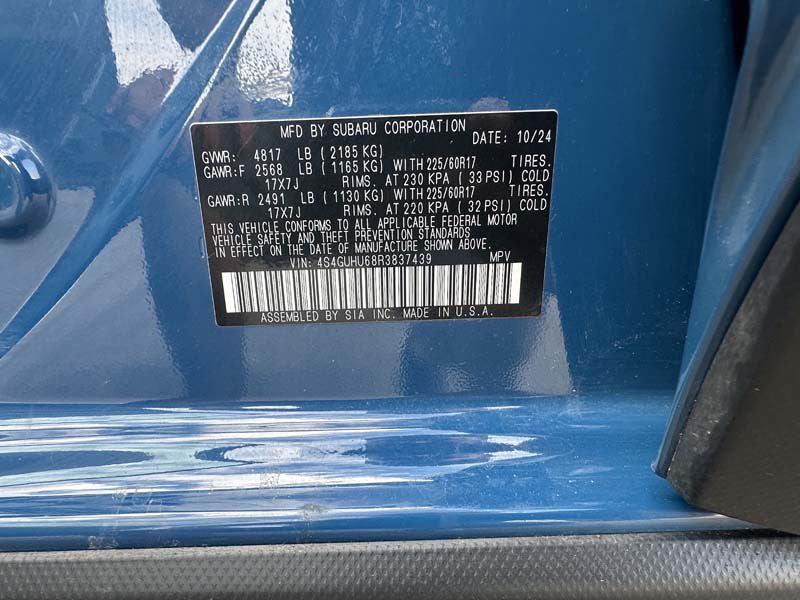 MFD BY SUBARU CORPORATION DATE: 10/24
GVWR: 4817 LB ( 2185 KG)
GAWR:F 2568 LB ( 1165 KG) WITH 225/60R17 TIRES.
17X7J RIMS. AT 230 KPA ( 33 PSI) COLD
GAWR:R 2491 LB ( 1130 KG) WITH 225/60R17 TIRES.
17X7J RIMS. AT 220 KPA ( 32 PSI) COLD
THIS VEHICLE CONFORMS TO ALL APPLICABLE FEDERAL MOTOR
VEHICLE SAFETY AND THEFT PREVENTION STANDARDS
IN EFFECT ON THE DATE OF MANUFACTURE SHOWN ABOVE.
VIN: 4S4GUHU68R3837439 MPV
ASSEMBLED BY SIA INC. MADE IN U.S.A.